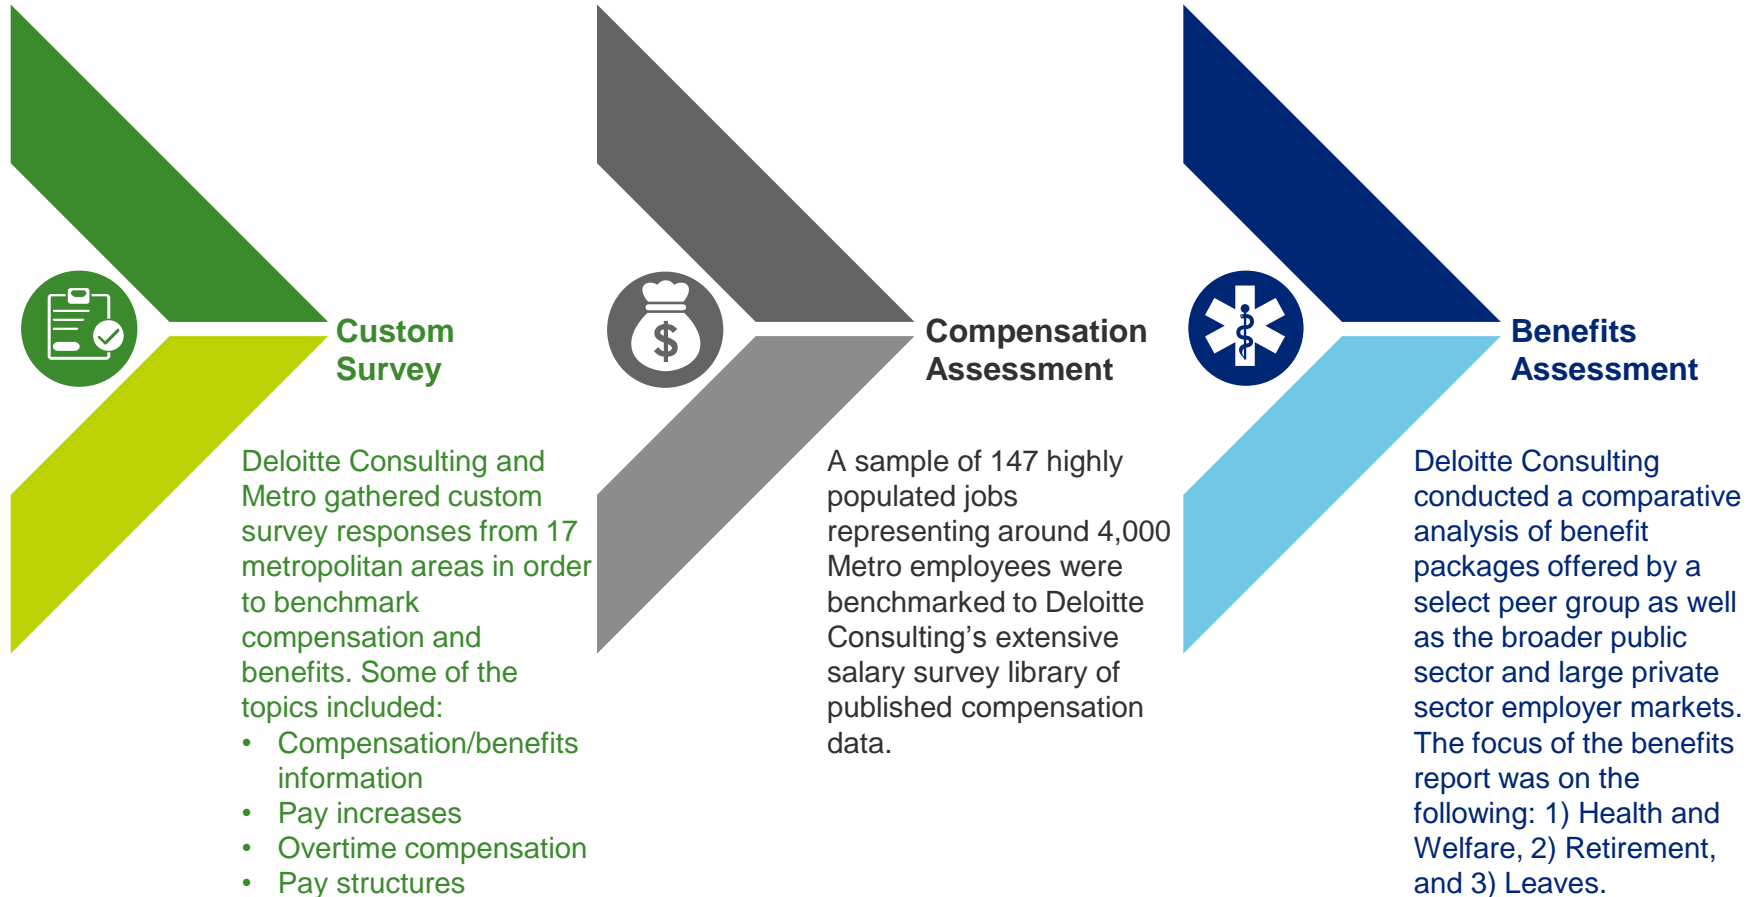 Custom
Survey
Deloitte Consulting and
Metro gathered custom
survey responses from 17
metropolitan areas in order
to benchmark
compensation and
benefits. Some of the
topics included:
• Compensation/benefits
information
• Pay increases
• Overtime compensation
• Pay structures
$
Compensation
Assessment
A sample of 147 highly
populated jobs
representing around 4,000
Metro employees were
benchmarked to Deloitte
Consulting’s extensive
salary survey library of
published compensation
data.
Benefits
Assessment
Deloitte Consulting
conducted a comparative
analysis of benefit
packages offered by a
select peer group as well
as the broader public
sector and large private
sector employer markets.
The focus of the benefits
report was on the
following: 1) Health and
Welfare, 2) Retirement,
and 3) Leaves.